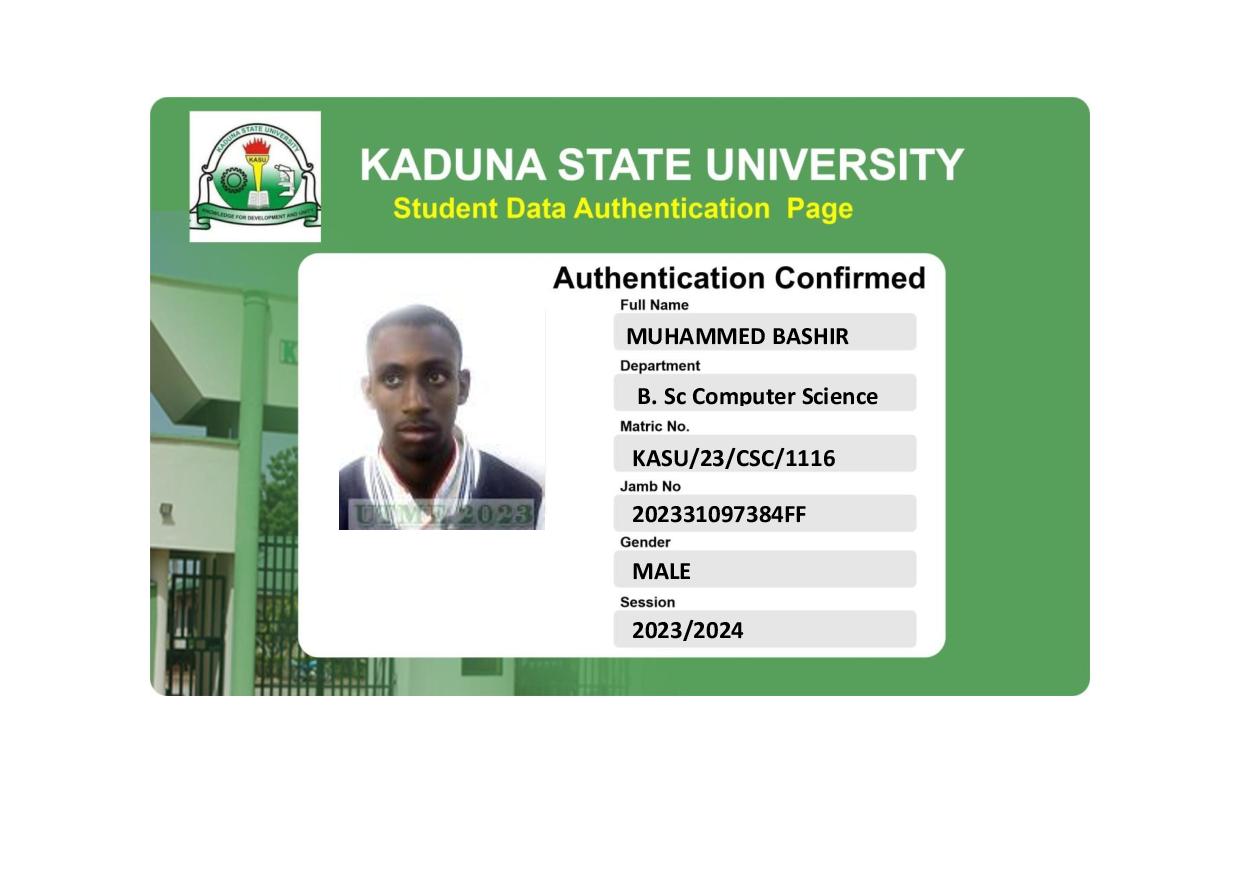 KADUNA STATE UNIVERSITY
KASU
KNOWLEDGE FOR DEVELOPMENT AND UNITY
KADUNA STATE UNIVERSITY
Student Data Authentication Page
Authentication Confirmed
Full Name
MUHAMMED BASHIR
Department
B. Sc Computer Science
Matric No.
KASU/23/CSC/1116
Jamb No
202331097384FF
Gender
MALE
Session
2023/2024
UTME 2023
K